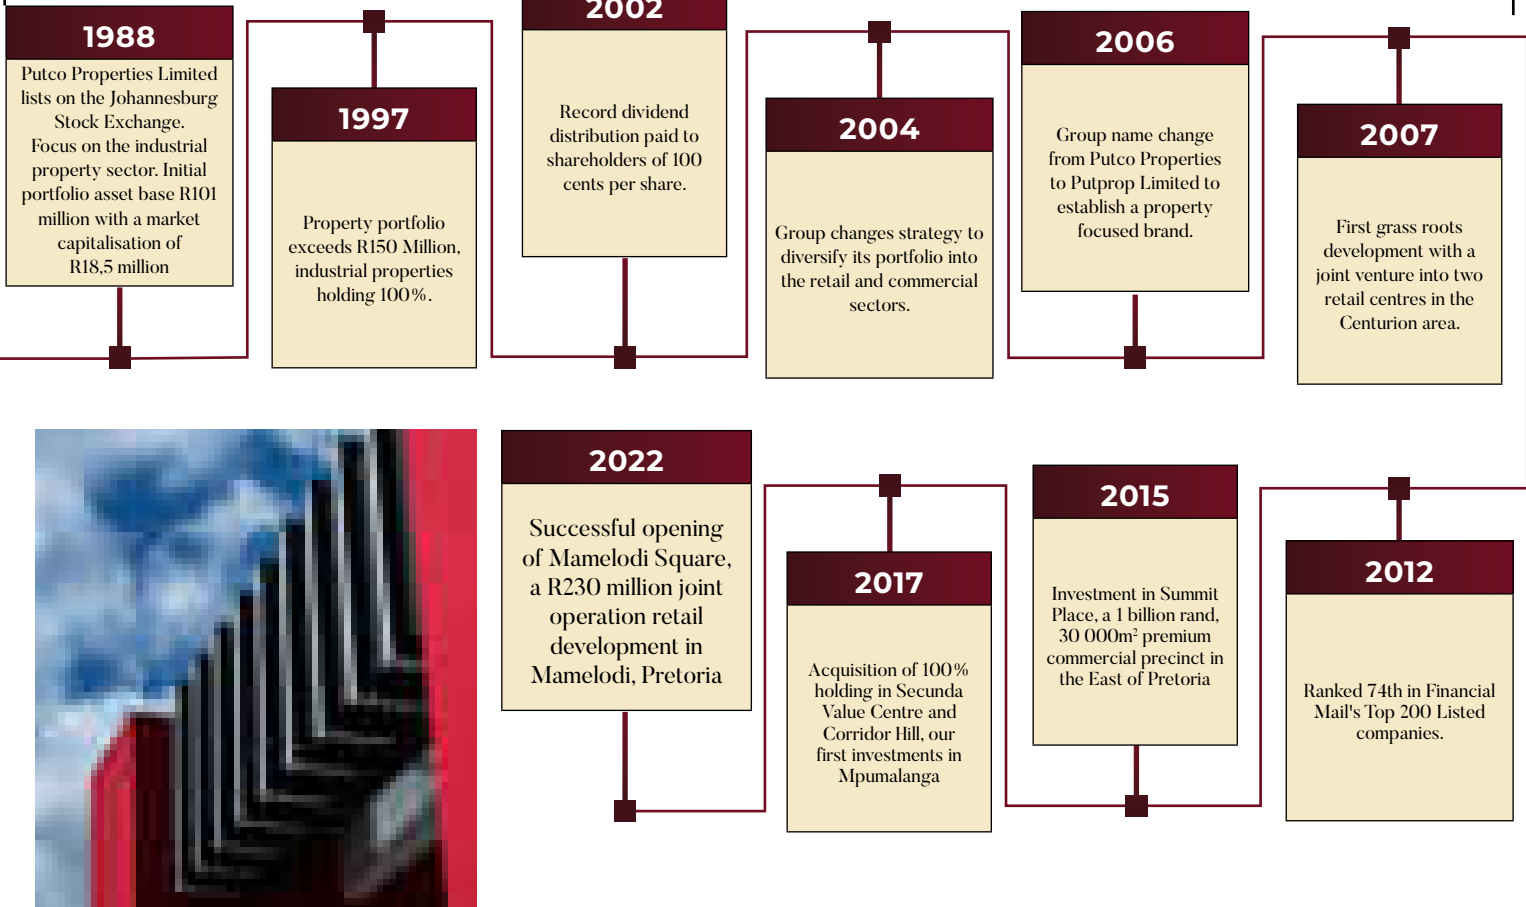 1988
Putco Properties Limited
lists on the Johannesburg
Stock Exchange.
Focus on the industrial
property sector. Initial
portfolio asset base R101
million with a market
capitalisation of
R18,5 million
1997
Property portfolio
exceeds R150 Million,
industrial properties
holding 100%.
2002
Record dividend
distribution paid to
shareholders of 100
cents per share.
2004
Group changes strategy to
diversify its portfolio into
the retail and commercial
sectors.
2006
Group name change
from Putco Properties
to Putprop Limited to
establish a property
focused brand.
2007
First grass roots
development with a
joint venture into two
retail centres in the
Centurion area.
2012
Ranked 74th in Financial
Mail's Top 200 Listed
companies.
2015
Investment in Summit
Place, a 1 billion rand,
30 000m² premium
commercial precinct in
the East of Pretoria
2017
Acquisition of 100%
holding in Secunda
Value Centre and
Corridor Hill, our
first investments in
Mpumalanga
2022
Successful opening
of Mamelodi Square,
a R230 million joint
operation retail
development in
Mamelodi, Pretoria